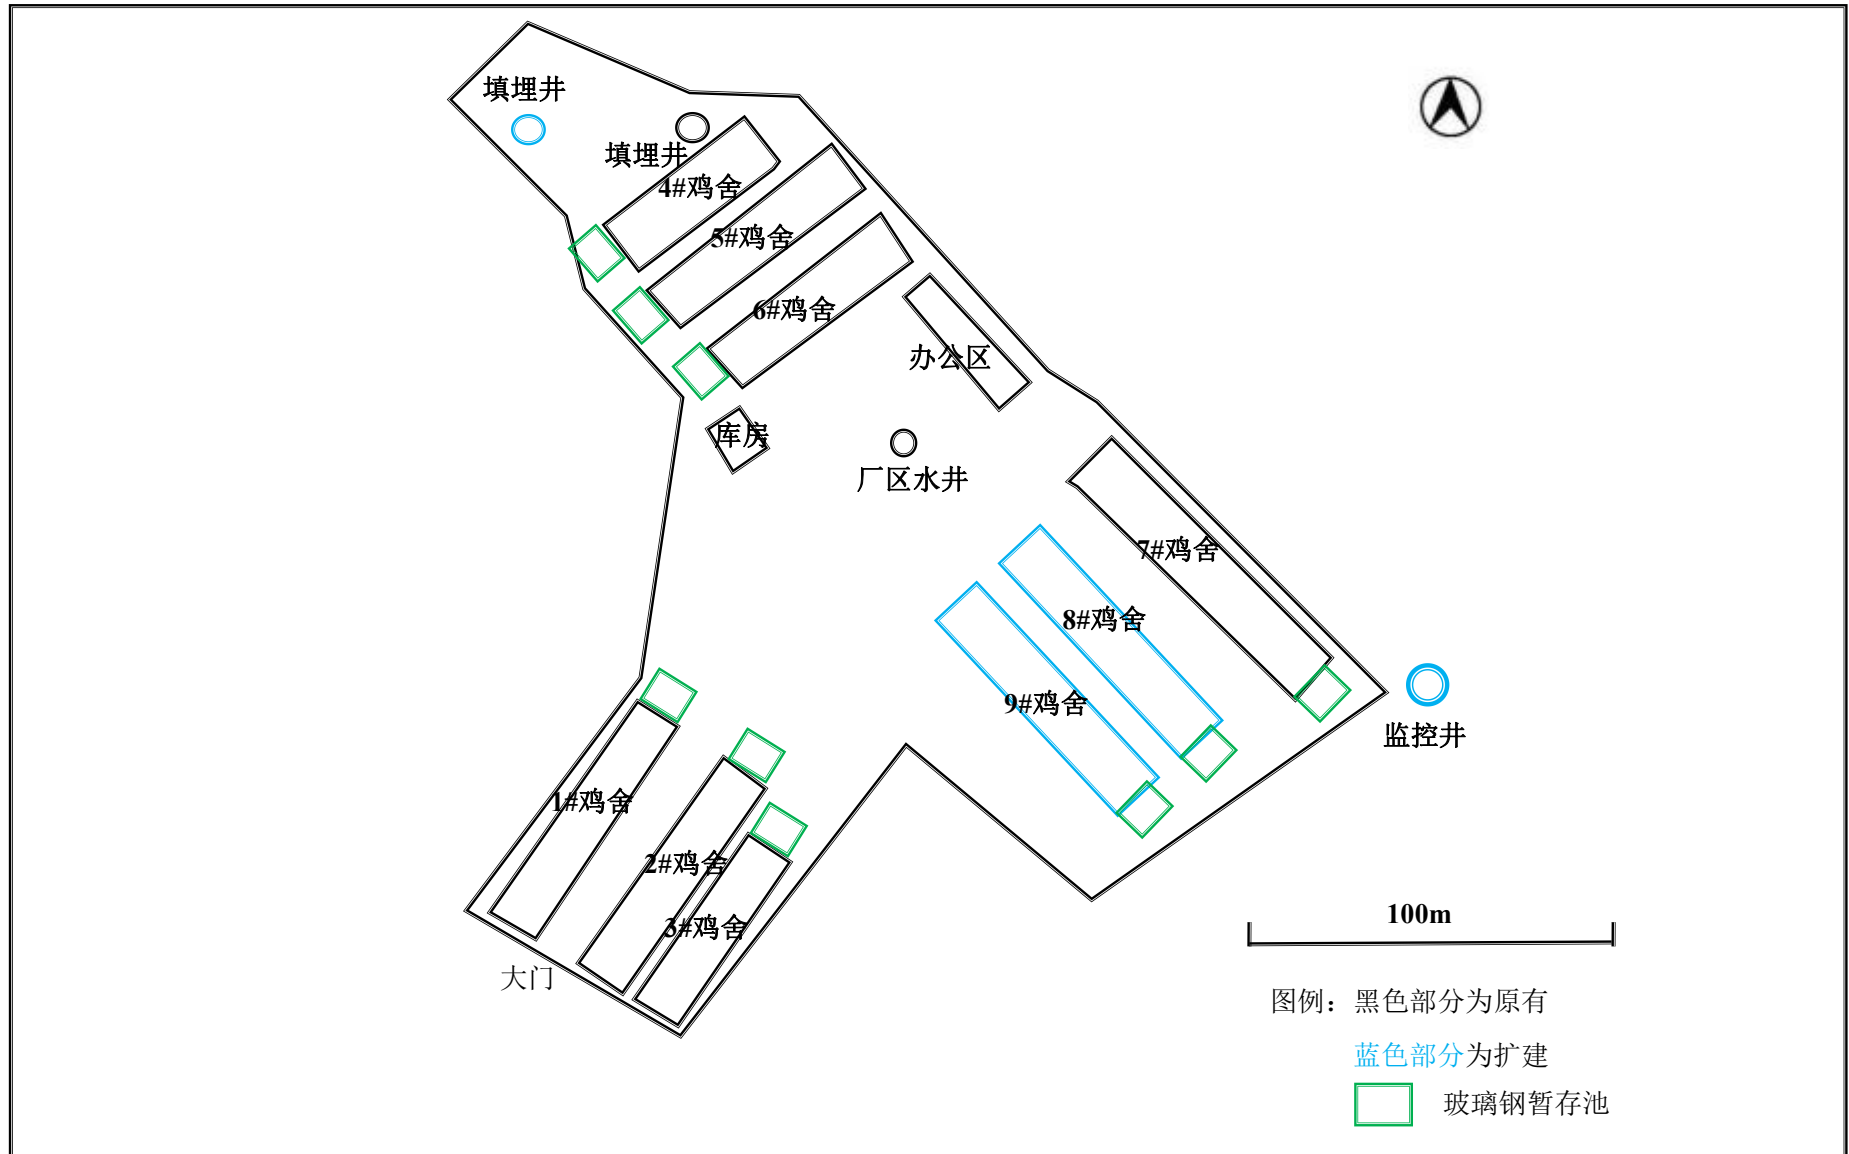 填埋井
填埋井
4#鸡舍
5#鸡舍
6#鸡舍
办公区
库房
厂区水井
7#鸡舍
8#鸡舍
9#鸡舍
监控井
1#鸡舍
2#鸡舍
3#鸡舍
大门
100m
图例：黑色部分为原有
蓝色部分为扩建
玻璃钢暂存池